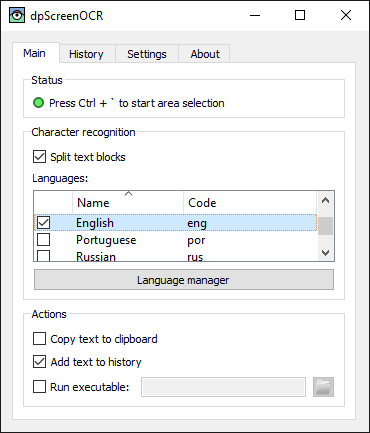 dpScreenOCR
Main History Settings About
Status
Press Ctrl + ` to start area selection
Character recognition
Split text blocks
Languages:
Name Code
English eng
Portuguese por
Russian rus
Language manager
Actions
Copy text to clipboard
Add text to history
Run executable: